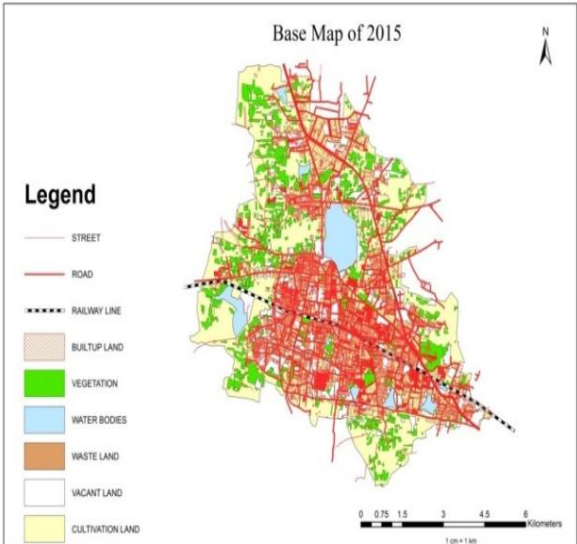 Base Map of 2015
N
Legend
STREET
ROAD
RAILWAY LINE
BUILTUP LAND
VEGETATION
WATER BODIES
WASTE LAND
VACANT LAND
CULTIVATION LAND
0 0.75 1.5 3 4.5 6
Kilometers
1 cm = 1 km